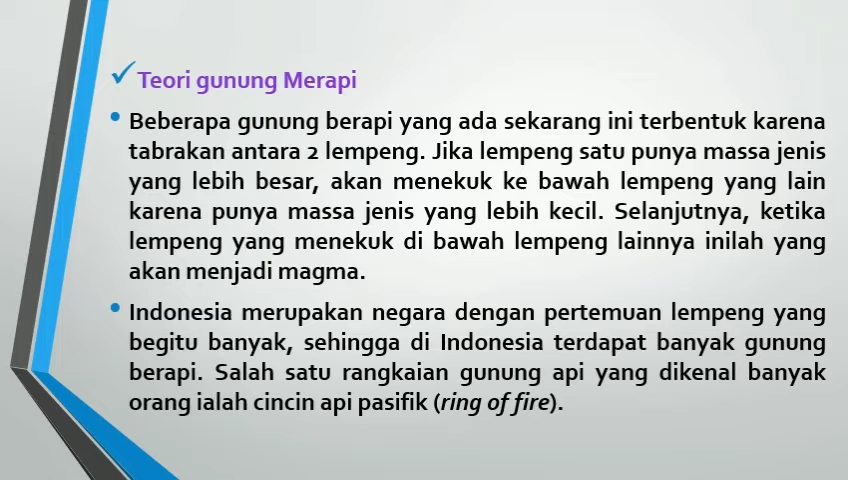 Teori gunung Merapi
Beberapa gunung berapi yang ada sekarang ini terbentuk karena
tabrakan antara 2 lempeng. Jika lempeng satu punya massa jenis
yang lebih besar, akan menekuk ke bawah lempeng yang lain
karena punya massa jenis yang lebih kecil. Selanjutnya, ketika
lempeng yang menekuk di bawah lempeng lainnya inilah yang
akan menjadi magma.
Indonesia merupakan negara dengan pertemuan lempeng yang
begitu banyak, sehingga di Indonesia terdapat banyak gunung
berapi. Salah satu rangkaian gunung api yang dikenal banyak
orang ialah cincin api pasifik (ring of fire).